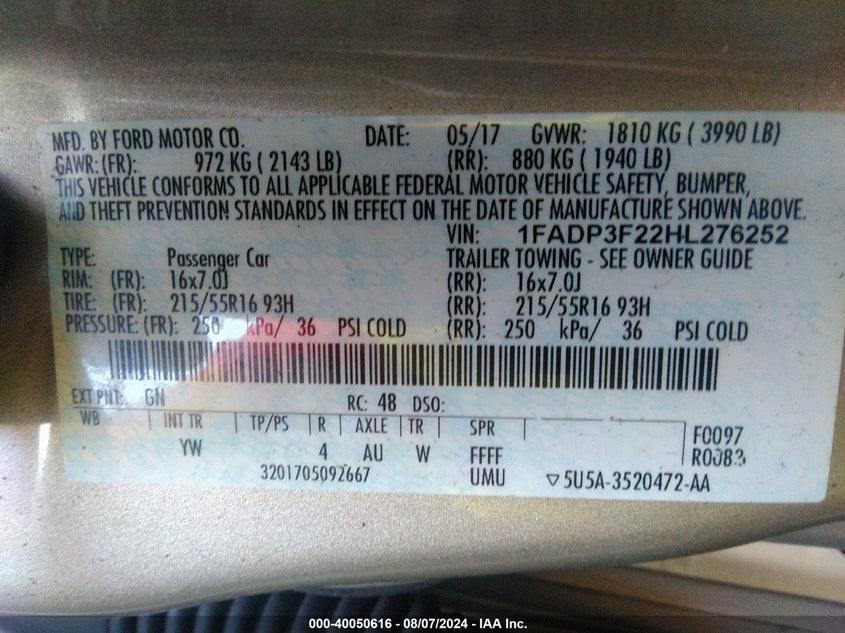 MFD. BY FORD MOTOR CO. DATE: 05/17 GVWR: 1810 KG ( 3990 LB)
GAWR:(FR): 972 KG ( 2143 LB) (RR): 880 KG ( 1940 LB)
THIS VEHICLE CONFORMS TO ALL APPLICABLE FEDERAL MOTOR VEHICLE SAFETY, BUMPER,
AND THEFT PREVENTION STANDARDS IN EFFECT ON THE DATE OF MANUFACTURE SHOWN ABOVE.
VIN: 1FADP3F22HL276252
TYPE: Passenger Car TRAILER TOWING - SEE OWNER GUIDE
RIM: (FR): 16x7.0J (RR): 16x7.0J
TIRE: (FR): 215/55R16 93H (RR): 215/55R16 93H
PRESSURE: (FR): 250 kPa/ 36 PSI COLD (RR): 250 kPa/ 36 PSI COLD
EXT PNT: GN RC: 48 DSO:
WB INT TR TP/PS R AXLE TR SPR F0097
YW 4 AU W FFFF R0083
3201705092667 UMU ▽5U5A-3520472-AA
000-40050616 - 08/07/2024 - IAA Inc.